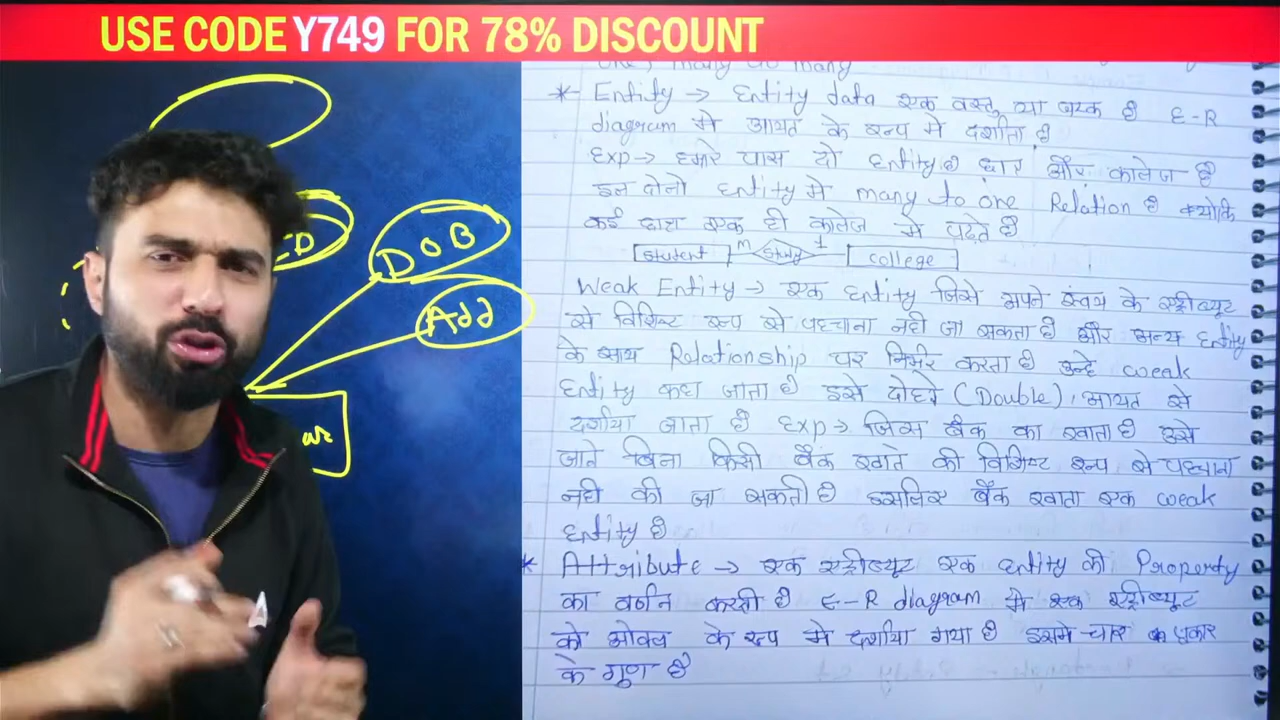 USE CODE Y749 FOR 78% DISCOUNT
DOB
Add
* Entity → Entity data एक वस्तु या घटक है E-R
diagram मे आयत के रूप मे दर्शाता है
Exp → हमारे पास दो Entity है छात्र और कालेज है
इन दोनो Entity मे many to one Relation है क्योकि
कई छात्र एक ही कालेज मे पढ़ते है
student m study 1 college
Weak Entity → एक Entity जिसे अपने स्वंय के एट्रीब्यूट
से विशिष्ट रूप से पहचाना नही जा सकता है और अन्य Entity
के साथ Relationship पर निर्भर करता है उन्हे weak
Entity कहा जाता है इसे दोहरे (Double) आयत से
दर्शाया जाता है Exp → जिस बैंक का खाता है उसे
जाने बिना किसी बैंक खाते की विशिष्ट रूप से पहचान
नही की जा सकती है इसलिए बैंक खाता एक weak
Entity है
* Attribute → एक एट्रीब्यूट एक Entity की Property
का वर्णन करती है E-R diagram मे एक एट्रीब्यूट
को ओवल के रूप मे दर्शाया गया है इसमे चार प्रकार
के गुण है